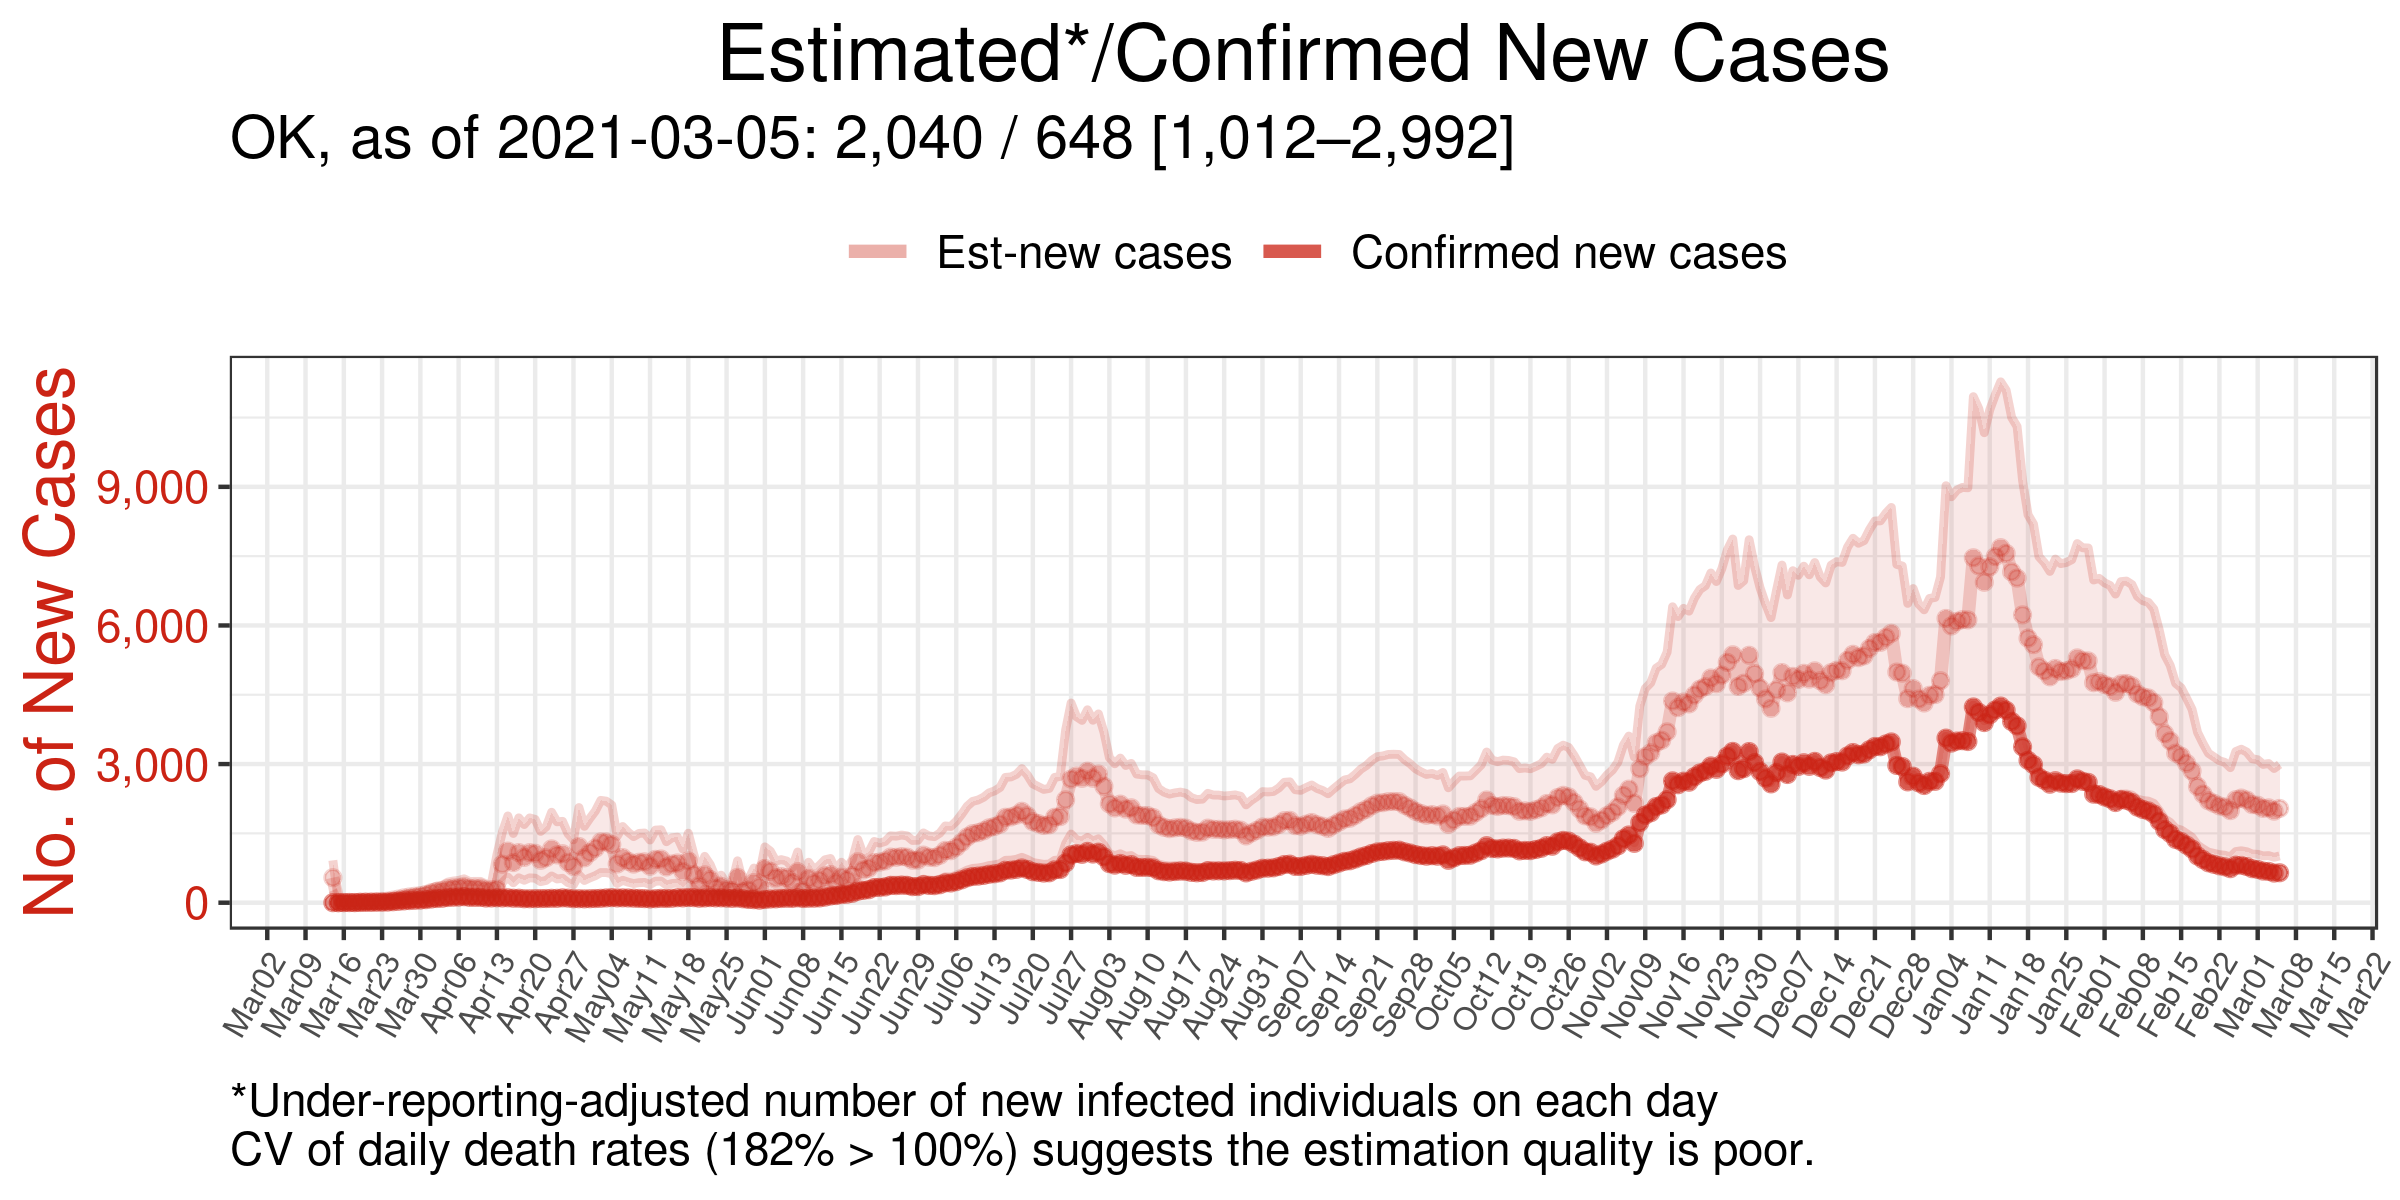 Estimated*/Confirmed New Cases
OK, as of 2021-03-05: 2,040 / 648 [1,012–2,992]
Est-new cases Confirmed new cases
No. of New Cases
9,000
6,000
3,000
0
Mar02 Mar09 Mar16 Mar23 Mar30 Apr06 Apr13 Apr20 Apr27 May04 May11 May18 May25 Jun01 Jun08 Jun15 Jun22 Jun29 Jul06 Jul13 Jul20 Jul27 Aug03 Aug10 Aug17 Aug24 Aug31 Sep07 Sep14 Sep21 Sep28 Oct05 Oct12 Oct19 Oct26 Nov02 Nov09 Nov16 Nov23 Nov30 Dec07 Dec14 Dec21 Dec28 Jan04 Jan11 Jan18 Jan25 Feb01 Feb08 Feb15 Feb22 Mar01 Mar08 Mar15 Mar22
*Under-reporting-adjusted number of new infected individuals on each day
CV of daily death rates (182% > 100%) suggests the estimation quality is poor.